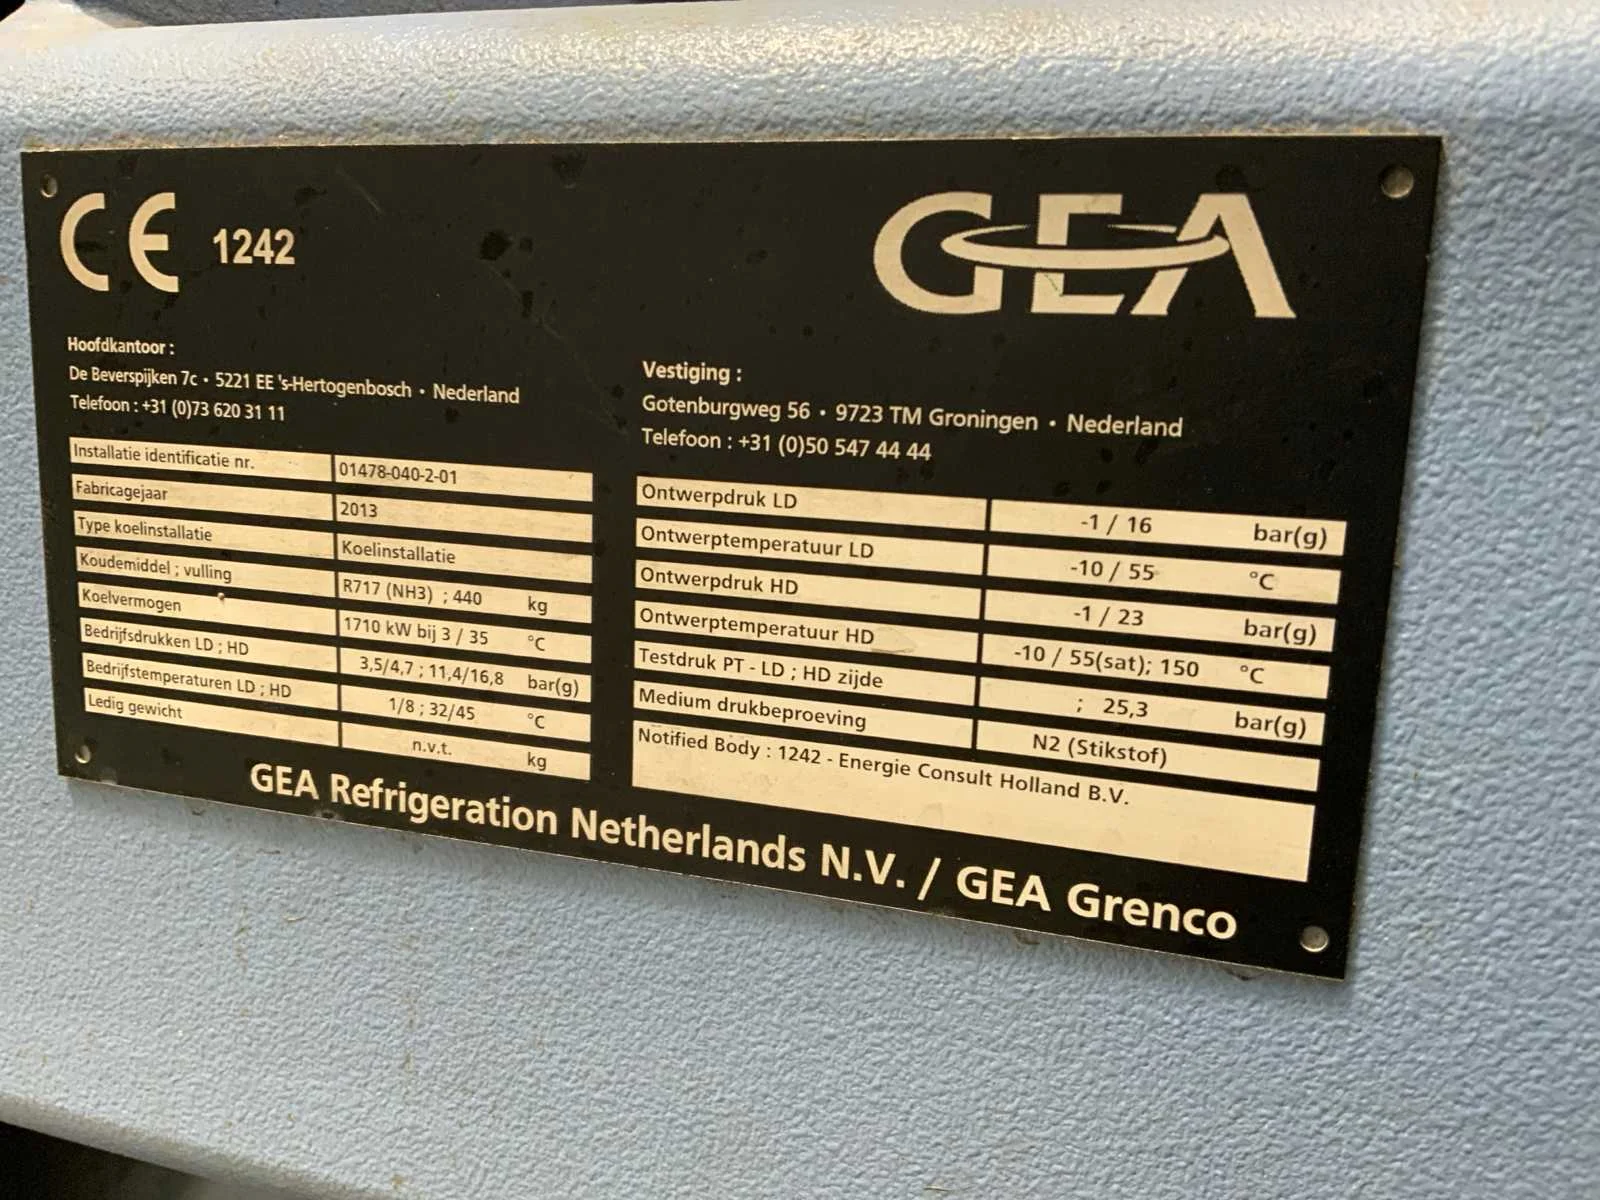 CE 1242
GEA
Hoofdkantoor :
De Beverspijken 7c • 5221 EE 's-Hertogenbosch • Nederland
Telefoon : +31 (0)73 620 31 11
Installatie identificatie nr. 01478-040-2-01
Fabricagejaar 2013
Type koelinstallatie Koelinstallatie
Koudemiddel ; vulling R717 (NH3) ; 440 kg
Koelvermogen 1710 kW bij 3 / 35 °C
Bedrijfsdrukken LD ; HD 3,5/4,7 ; 11,4/16,8 bar(g)
Bedrijfstemperaturen LD ; HD 1/8 ; 32/45 °C
Ledig gewicht n.v.t. kg
Vestiging :
Gotenburgweg 56 • 9723 TM Groningen • Nederland
Telefoon : +31 (0)50 547 44 44
Ontwerpdruk LD -1 / 16 bar(g)
Ontwerptemperatuur LD -10 / 55 °C
Ontwerpdruk HD -1 / 23 bar(g)
Ontwerptemperatuur HD -10 / 55(sat); 150 °C
Testdruk PT - LD ; HD zijde ; 25,3 bar(g)
Medium drukbeproeving N2 (Stikstof)
Notified Body : 1242 - Energie Consult Holland B.V.
GEA Refrigeration Netherlands N.V. / GEA Grenco